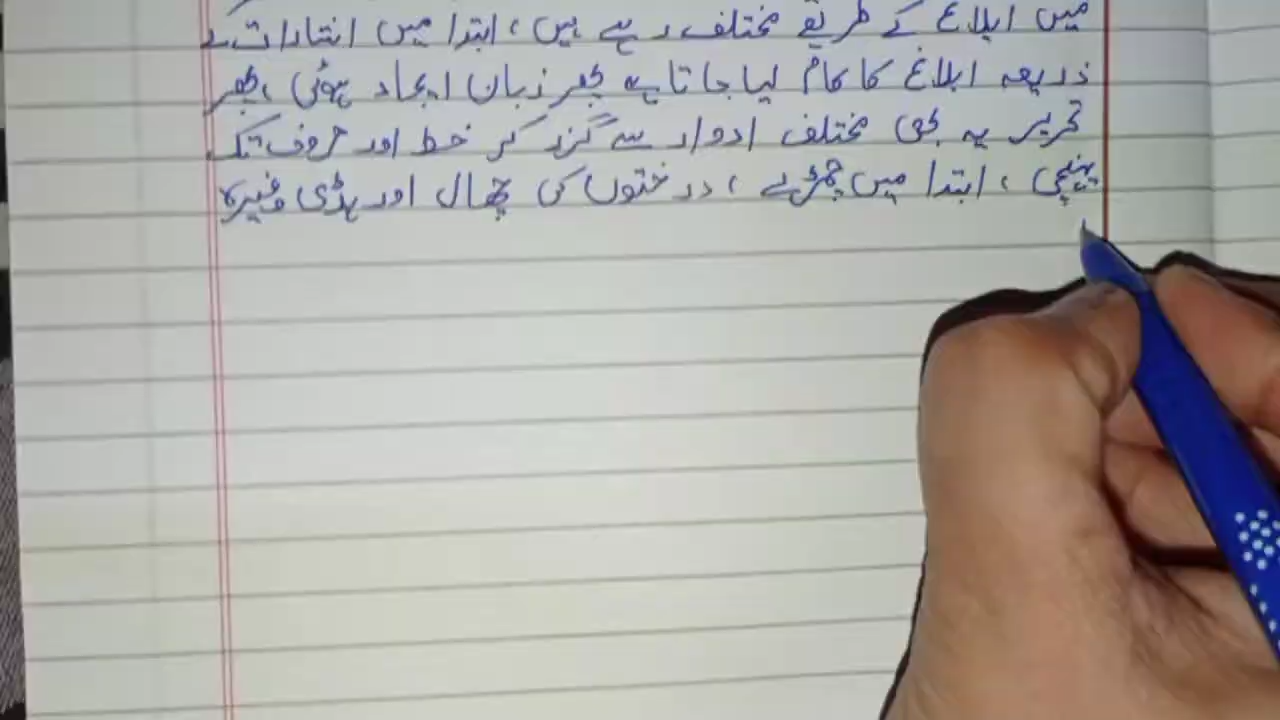 میں ابلاغ کے طریقے مختلف رہے ہیں، ابتدا میں اشارات کے
ذریعہ ابلاغ کا کام لیا جاتا ہے پھر زبان ایجاد ہوئی، پھر
تحریر یہ بھی مختلف ادوار سے گزر کر خط اور حروف تک
پہنچی، ابتدا میں چمڑے، درختوں کی چھال اور ہڈی وغیرہ